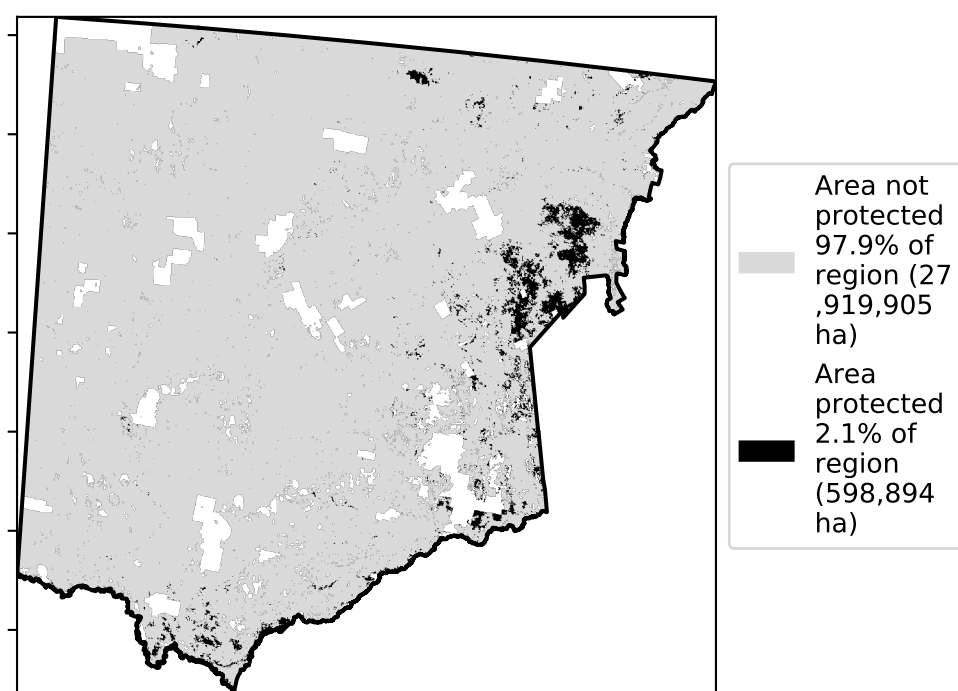 Area not
protected
97.9% of
region (27
,919,905
ha)
Area
protected
2.1% of
region
(598,894
ha)